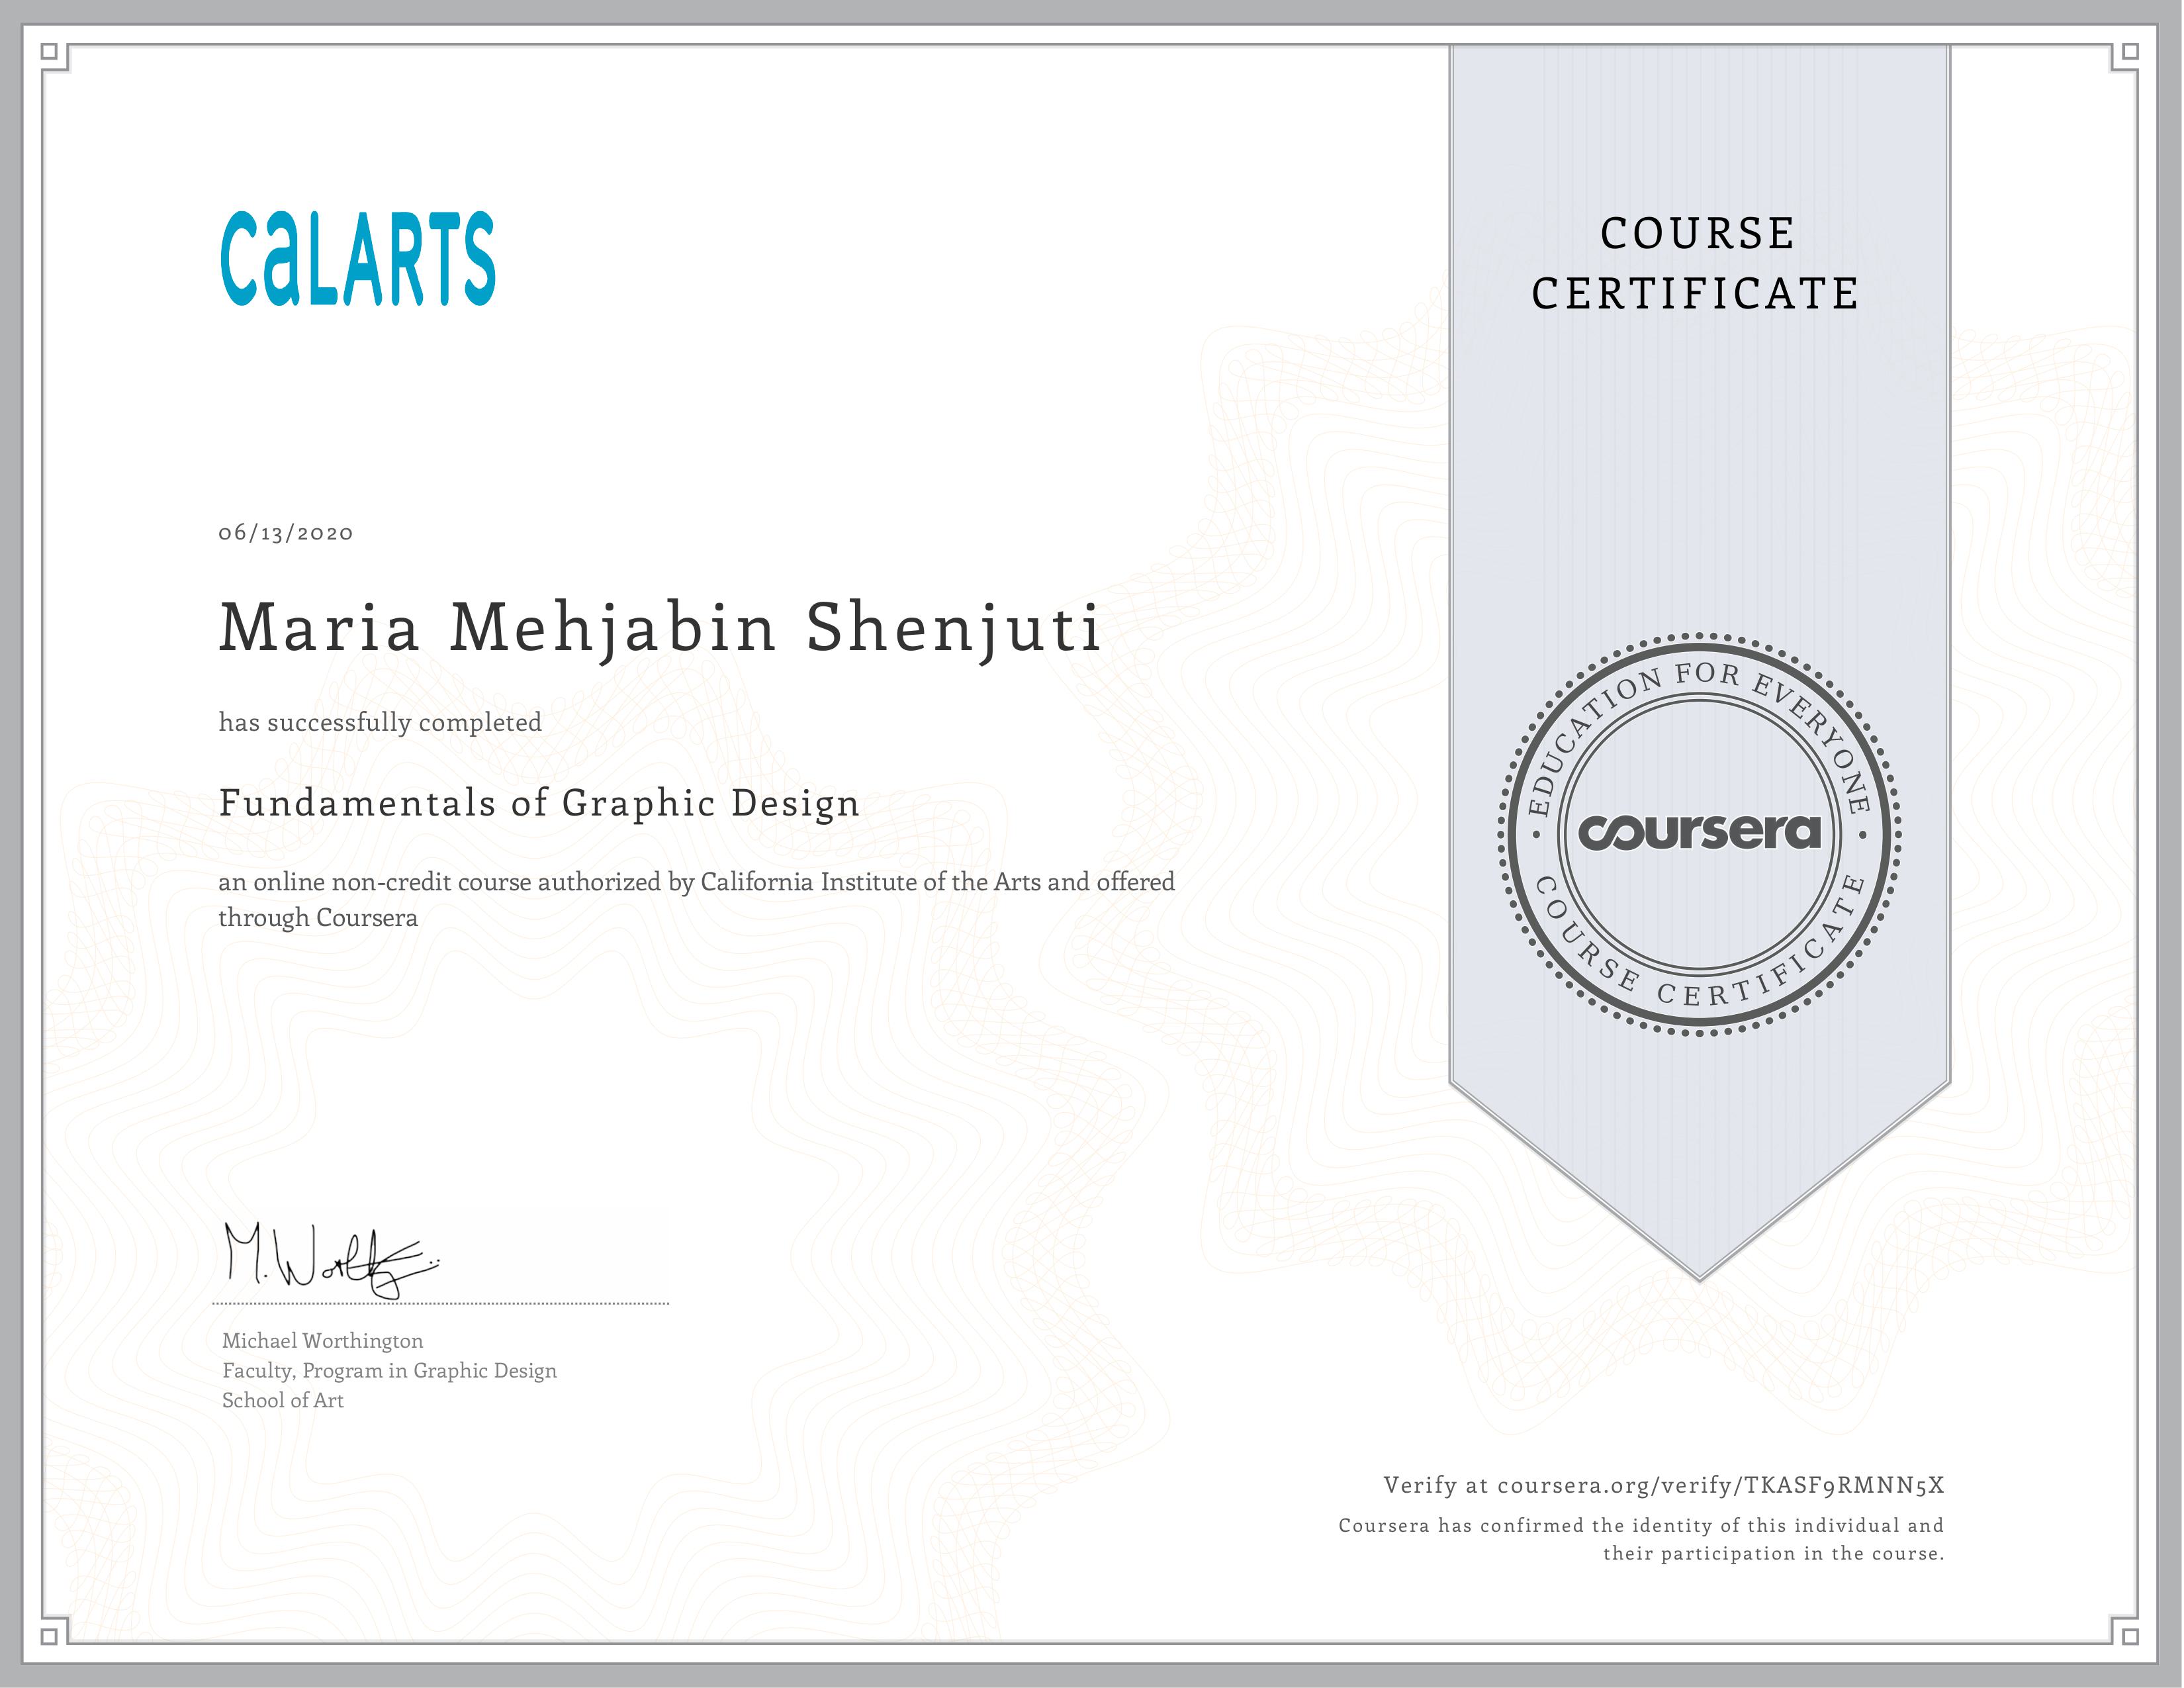 CalARTS
COURSE
CERTIFICATE
06/13/2020
Maria Mehjabin Shenjuti
has successfully completed
Fundamentals of Graphic Design
an online non-credit course authorized by California Institute of the Arts and offered
through Coursera
EDUCATION FOR EVERYONE
coursera
COURSE CERTIFICATE
Michael Worthington
Faculty, Program in Graphic Design
School of Art
Verify at coursera.org/verify/TKASF9RMNN5X
Coursera has confirmed the identity of this individual and
their participation in the course.